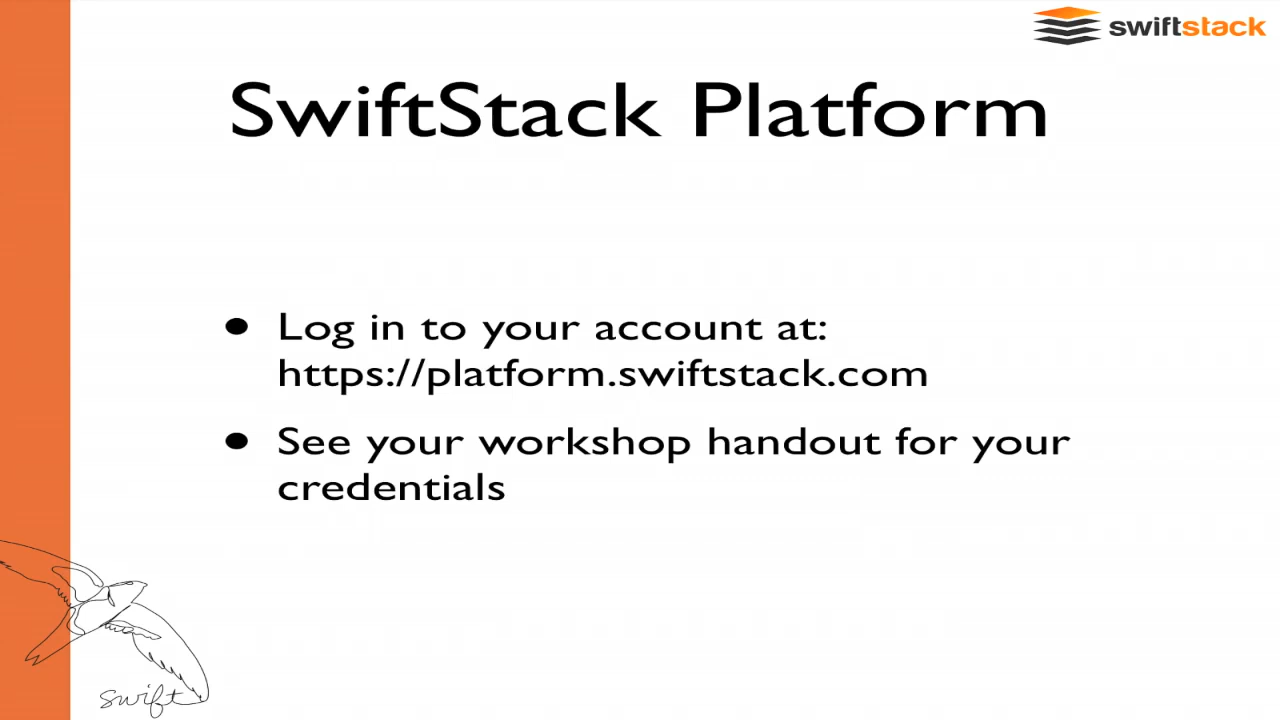 swiftstack
SwiftStack Platform
• Log in to your account at:
https://platform.swiftstack.com
• See your workshop handout for your
credentials
swift